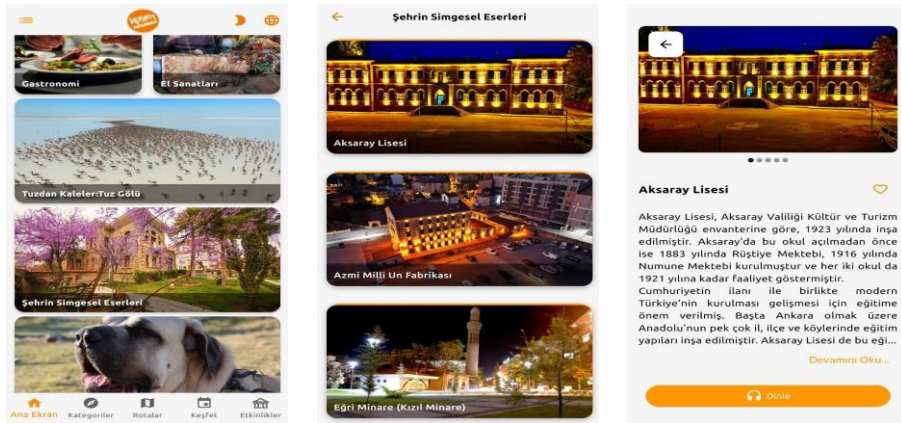 Gastronomi
El Sanatları
Tuzdan Kaleler:Tuz Gölü
Şehrin Simgesel Eserleri
Ana Ekran
Kategoriler
Rotalar
Keşfet
Etkinlikler
Şehrin Simgesel Eserleri
Aksaray Lisesi
Azmi Milli Un Fabrikası
Eğri Minare (Kızıl Minare)
Aksaray Lisesi
Aksaray Lisesi, Aksaray Valiliği Kültür ve Turizm
Müdürlüğü envanterine göre, 1923 yılında inşa
edilmiştir. Aksaray'da bu okul açılmadan önce
ise 1883 yılında Rüştiye Mektebi, 1916 yılında
Numune Mektebi kurulmuştur ve her iki okul da
1921 yılına kadar faaliyet göstermiştir.
Cumhuriyetin ilanı ile birlikte modern
Türkiye'nin kurulması gelişmesi için eğitime
önem verilmiş. Başta Ankara olmak üzere
Anadolu'nun pek çok il, ilçe ve köylerinde eğitim
yapıları inşa edilmiştir. Aksaray Lisesi de bu eği...
Devamını Oku...
Dinle